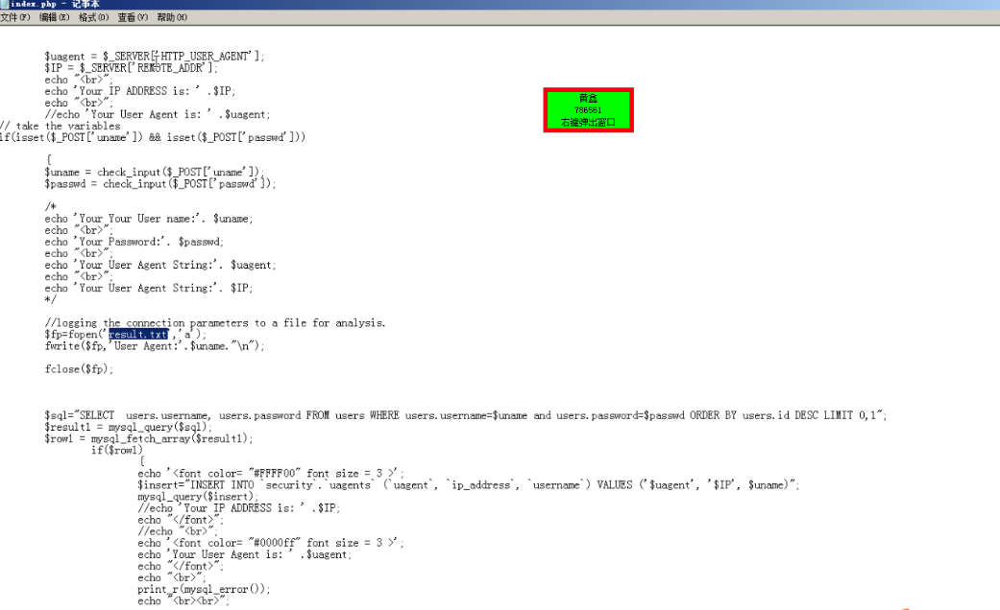 index.php - 记事本
文件(F) 编辑(E) 格式(O) 查看(V) 帮助(H)
$uagent = $_SERVER['HTTP_USER_AGENT'];
$IP = $_SERVER['REMOTE_ADDR'];
echo "<br>";
echo 'Your IP ADDRESS is: ' .$IP;
echo "<br>";
//echo 'Your User Agent is: ' .$uagent;
// take the variables
if(isset($_POST['uname']) && isset($_POST['passwd']))
黄鑫
786561
右键弹出窗口
{
$uname = check_input($_POST['uname']);
$passwd = check_input($_POST['passwd']);
/*
echo 'Your Your User name:'. $uname;
echo "<br>";
echo 'Your Password:'. $passwd;
echo "<br>";
echo 'Your User Agent String:'. $uagent;
echo "<br>";
echo 'Your User Agent String:'. $IP;
*/
//logging the connection parameters to a file for analysis.
$fp=fopen('result.txt','a');
fwrite($fp,'User Agent:'.$uname."\n");
fclose($fp);
$sql="SELECT  users.username, users.password FROM users WHERE users.username=$uname and users.password=$passwd ORDER BY users.id DESC LIMIT 0,1";
$result1 = mysql_query($sql);
$row1 = mysql_fetch_array($result1);
if($row1)
{
echo '<font color= "#FFFF00" font size = 3 >';
$insert="INSERT INTO `security`.`uagents` (`uagent`, `ip_address`, `username`) VALUES ('$uagent', '$IP', $uname)";
mysql_query($insert);
//echo 'Your IP ADDRESS is: ' .$IP;
echo "</font>";
//echo "<br>";
echo '<font color= "#0000ff" font size = 3 >';
echo 'Your User Agent is: ' .$uagent;
echo "</font>";
echo "<br>";
print_r(mysql_error());
echo "<br><br>";